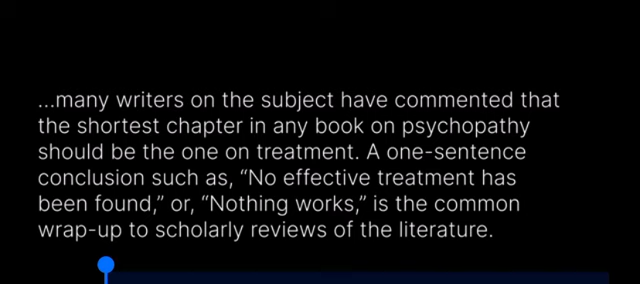 ...many writers on the subject have commented that
the shortest chapter in any book on psychopathy
should be the one on treatment. A one-sentence
conclusion such as, “No effective treatment has
been found,” or, “Nothing works,” is the common
wrap-up to scholarly reviews of the literature.